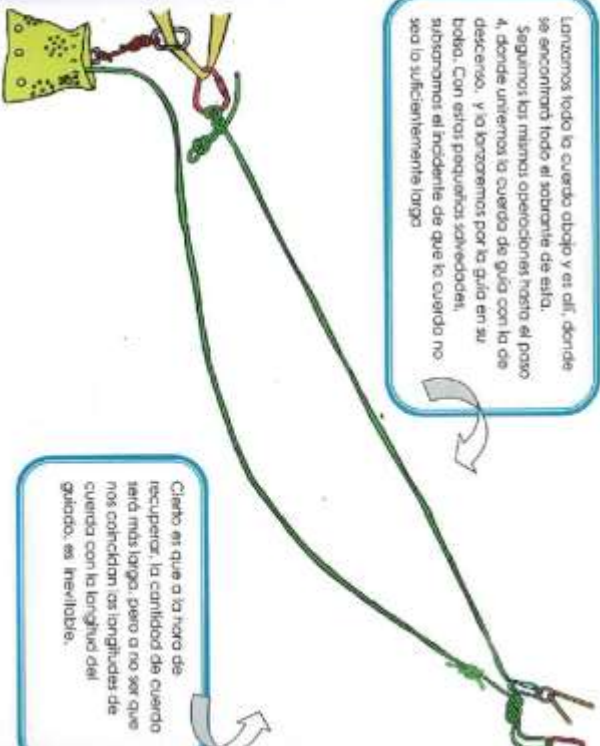 Lanzamos toda la cuerda abajo y es allí, donde
se encontrará todo el sobrante de esta.
Seguimos las mismas operaciones hasta el paso
4, donde uniremos la cuerda de guía con la de
descenso, y la lanzaremos por la guía en su
bolsa. Con estas pequeñas salvedades,
subsanamos el incidente de que la cuerda no
sea lo suficientemente larga
Cierto es que a la hora de
recuperar, la cantidad de cuerda
será más larga, pero a no ser que
nos coincidan las longitudes de
cuerda con la longitud del
guiado, es inevitable.